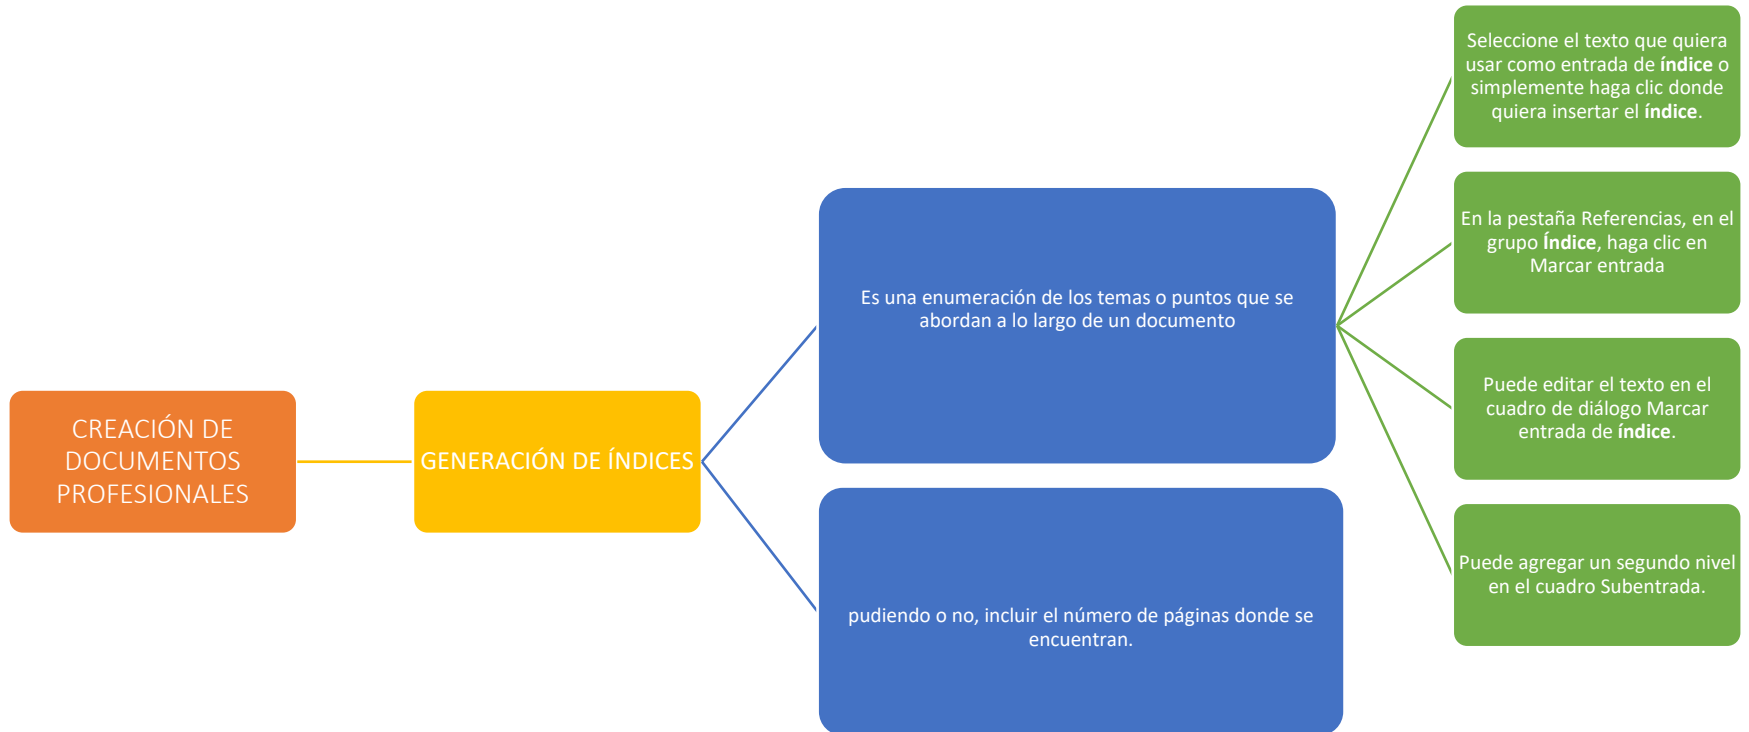 CREACIÓN DE
DOCUMENTOS
PROFESIONALES
GENERACIÓN DE ÍNDICES
Es una enumeración de los temas o puntos que se
abordan a lo largo de un documento
pudiendo o no, incluir el número de páginas donde se
encuentran.
Seleccione el texto que quiera
usar como entrada de índice o
simplemente haga clic donde
quiera insertar el índice.
En la pestaña Referencias, en el
grupo Índice, haga clic en
Marcar entrada
Puede editar el texto en el
cuadro de diálogo Marcar
entrada de índice.
Puede agregar un segundo nivel
en el cuadro Subentrada.